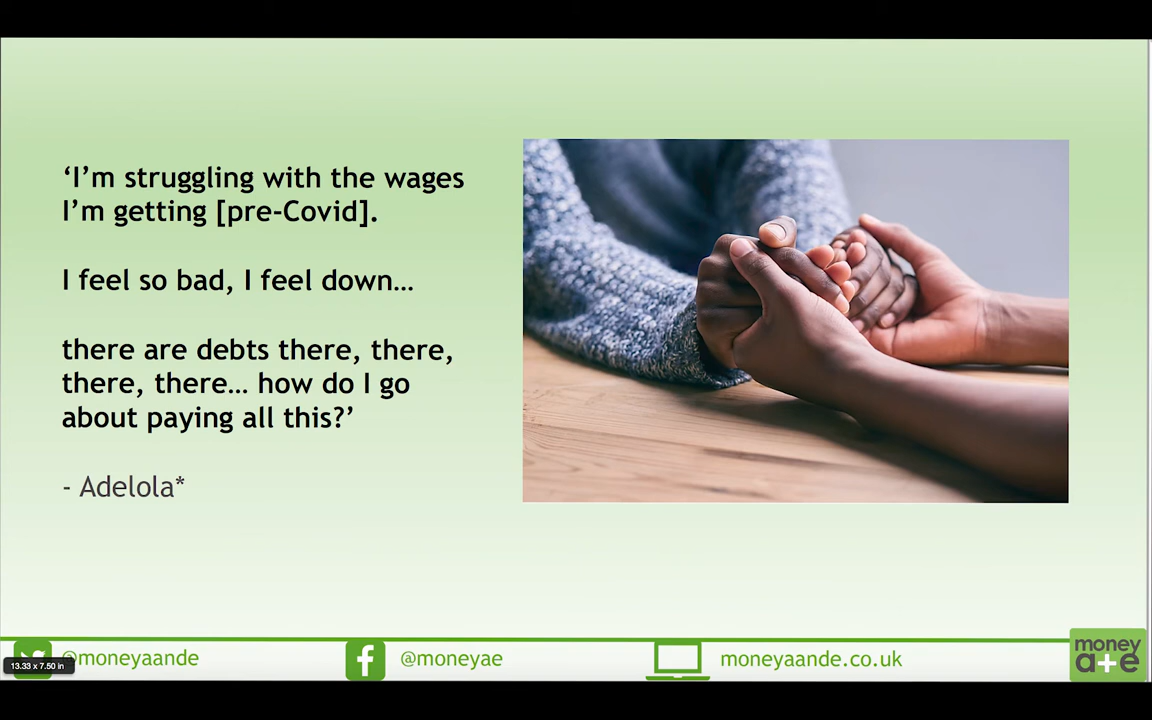 ‘I’m struggling with the wages
I’m getting [pre-Covid].
I feel so bad, I feel down…
there are debts there, there,
there, there… how do I go
about paying all this?’
- Adelola*
@moneyaande
@moneyae
moneyaande.co.uk
money
a+e
13.33 x 7.50 in